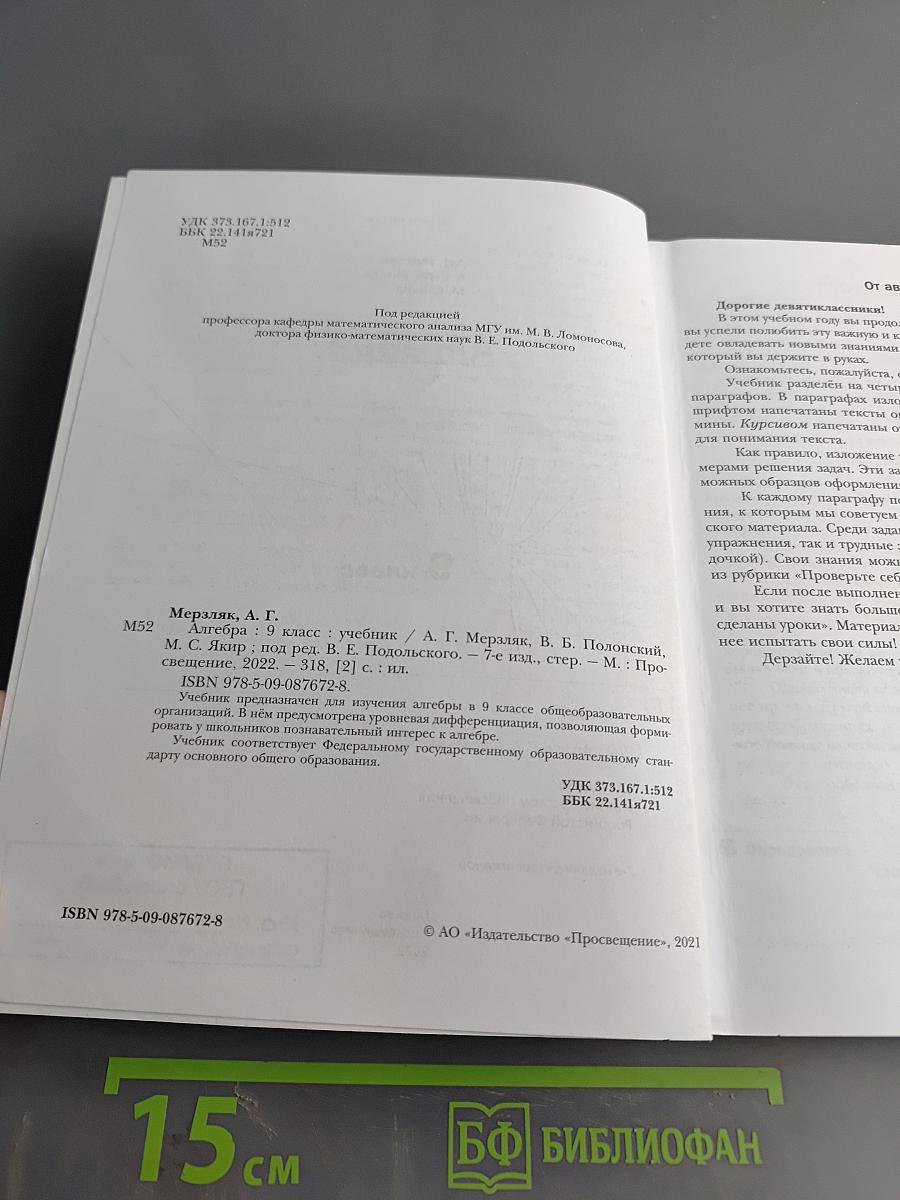 УДК 373.167.1:512
ББК 22.141я721
М52
Под редакцией
профессора кафедры математического анализа МГУ им. М. В. Ломоносова,
доктора физико-математических наук В. Е. Подольского
Мерзляк, А. Г.
М52 Алгебра : 9 класс : учебник / А. Г. Мерзляк, В. Б. Полонский,
М. С. Якир ; под ред. В. Е. Подольского. — 7-е изд., стер. — М. : Про-
свещение, 2022. — 318, [2] с. : ил.
ISBN 978-5-09-087672-8.
Учебник предназначен для изучения алгебры в 9 классе общеобразовательных
организаций. В нём предусмотрена уровневая дифференциация, позволяющая форми-
ровать у школьников познавательный интерес к алгебре.
Учебник соответствует Федеральному государственному образовательному стан-
дарту основного общего образования.
УДК 373.167.1:512
ББК 22.141я721
ISBN 978-5-09-087672-8
© АО «Издательство «Просвещение», 2021
От ав
Дорогие девятиклассники!
В этом учебном году вы продол
вы успели полюбить эту важную и к
дете овладевать новыми знаниями
который вы держите в руках.
Ознакомьтесь, пожалуйста, с
Учебник разделён на четыр
параграфов. В параграфах изло
шрифтом напечатаны тексты о
мины. Курсивом напечатаны о
для понимания текста.
Как правило, изложение
мерами решения задач. Эти за
можных образцов оформлени
К каждому параграфу п
ния, к которым мы советуем
ского материала. Среди зада
упражнения, так и трудные з
дочкой). Свои знания можн
из рубрики «Проверьте себ
Если после выполнен
и вы хотите знать больше
сделаны уроки». Материал
нее испытать свои силы!
Дерзайте! Желаем
15 см
БФ БИБЛИОФАН